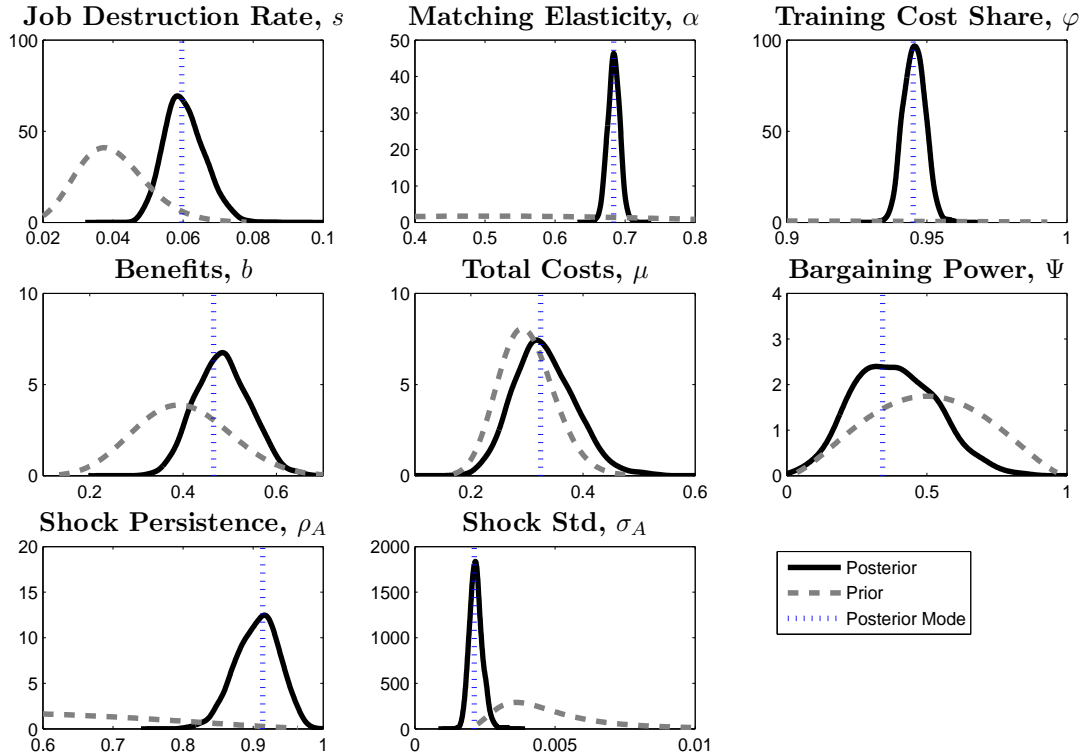 Job Destruction Rate, s
100
50
0
0.02 0.04 0.06 0.08 0.1
Matching Elasticity, α
50
40
30
20
10
0
0.4 0.5 0.6 0.7 0.8
Training Cost Share, φ
100
50
0
0.9 0.95 1
Benefits, b
10
5
0
0.2 0.4 0.6
Total Costs, μ
10
5
0
0.2 0.4 0.6
Bargaining Power, Ψ
4
3
2
1
0
0 0.5 1
Shock Persistence, ρ_A
20
15
10
5
0
0.6 0.7 0.8 0.9 1
Shock Std, σ_A
2000
1500
1000
500
0
0 0.005 0.01
Posterior
Prior
Posterior Mode